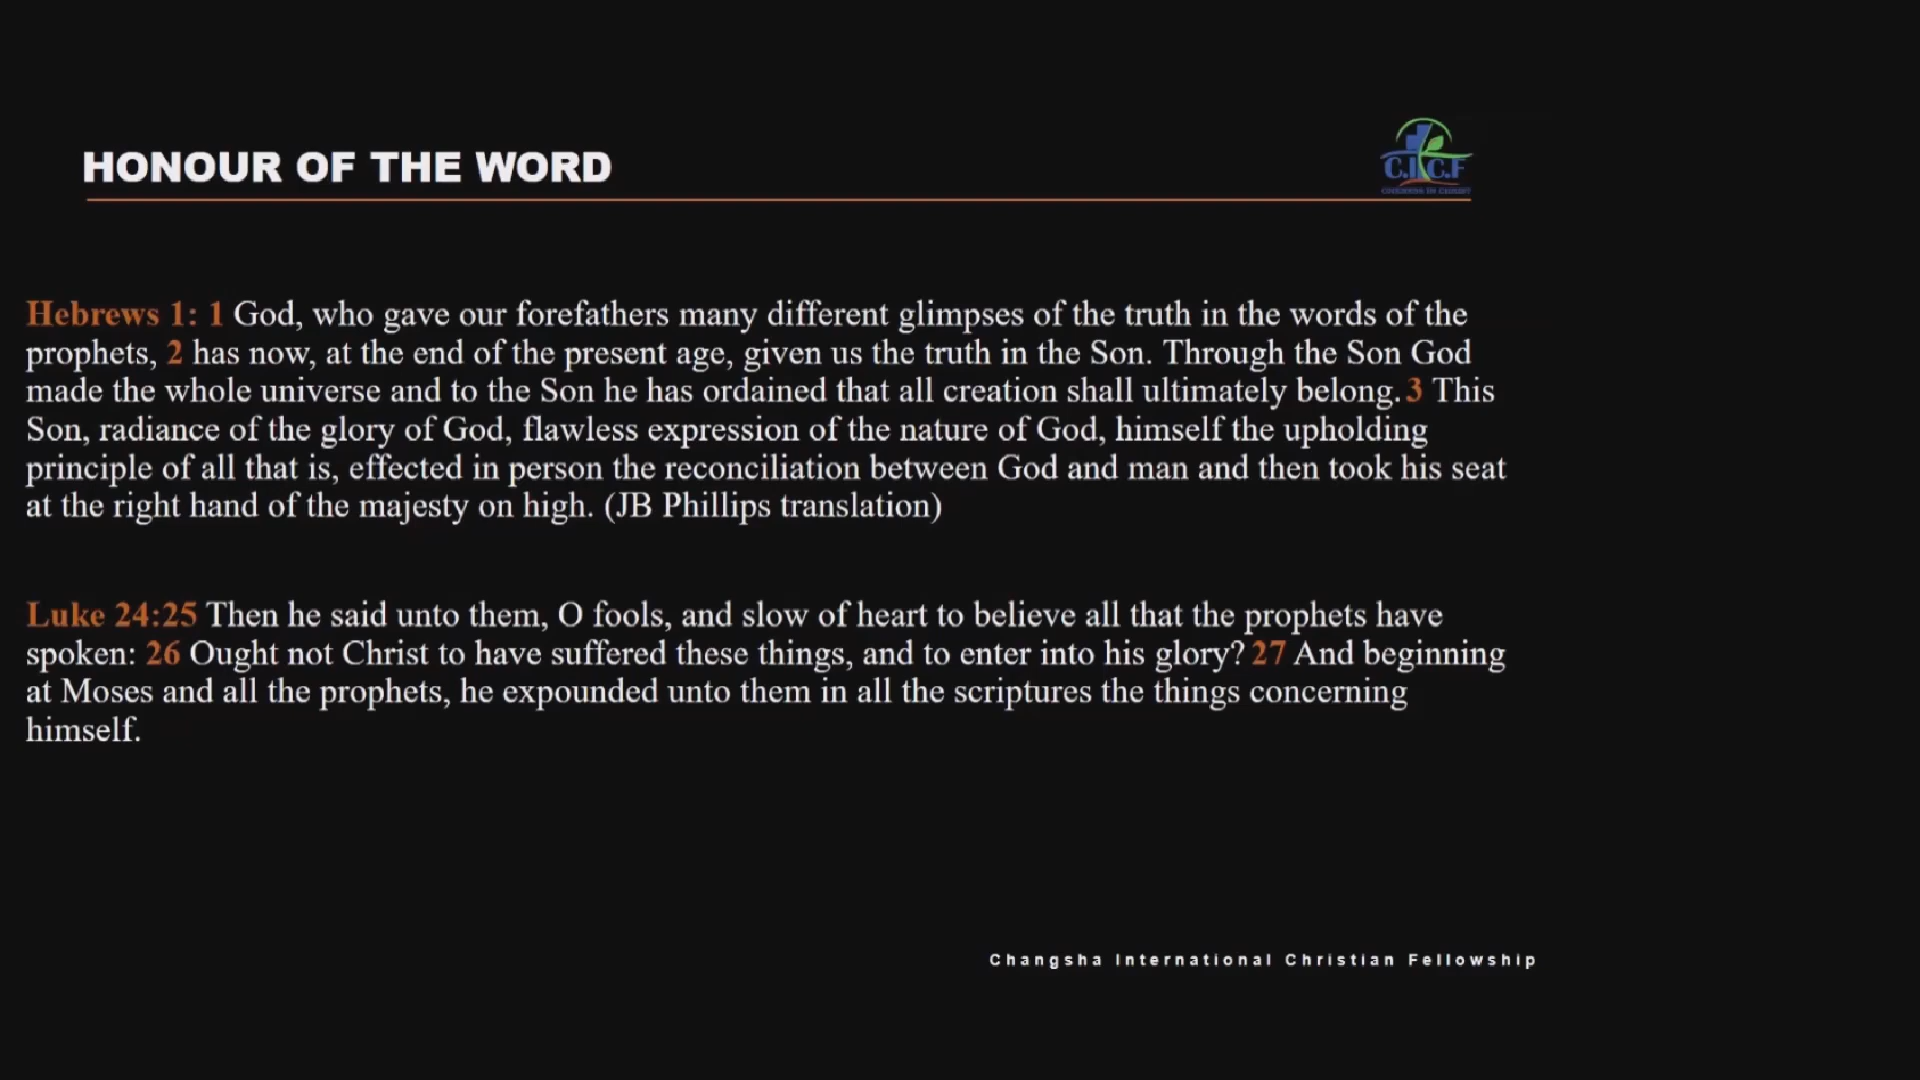 HONOUR OF THE WORD
C.I.C.F
Hebrews 1: 1 God, who gave our forefathers many different glimpses of the truth in the words of the
prophets, 2 has now, at the end of the present age, given us the truth in the Son. Through the Son God
made the whole universe and to the Son he has ordained that all creation shall ultimately belong. 3 This
Son, radiance of the glory of God, flawless expression of the nature of God, himself the upholding
principle of all that is, effected in person the reconciliation between God and man and then took his seat
at the right hand of the majesty on high. (JB Phillips translation)
Luke 24:25 Then he said unto them, O fools, and slow of heart to believe all that the prophets have
spoken: 26 Ought not Christ to have suffered these things, and to enter into his glory? 27 And beginning
at Moses and all the prophets, he expounded unto them in all the scriptures the things concerning
himself.
Changsha International Christian Fellowship